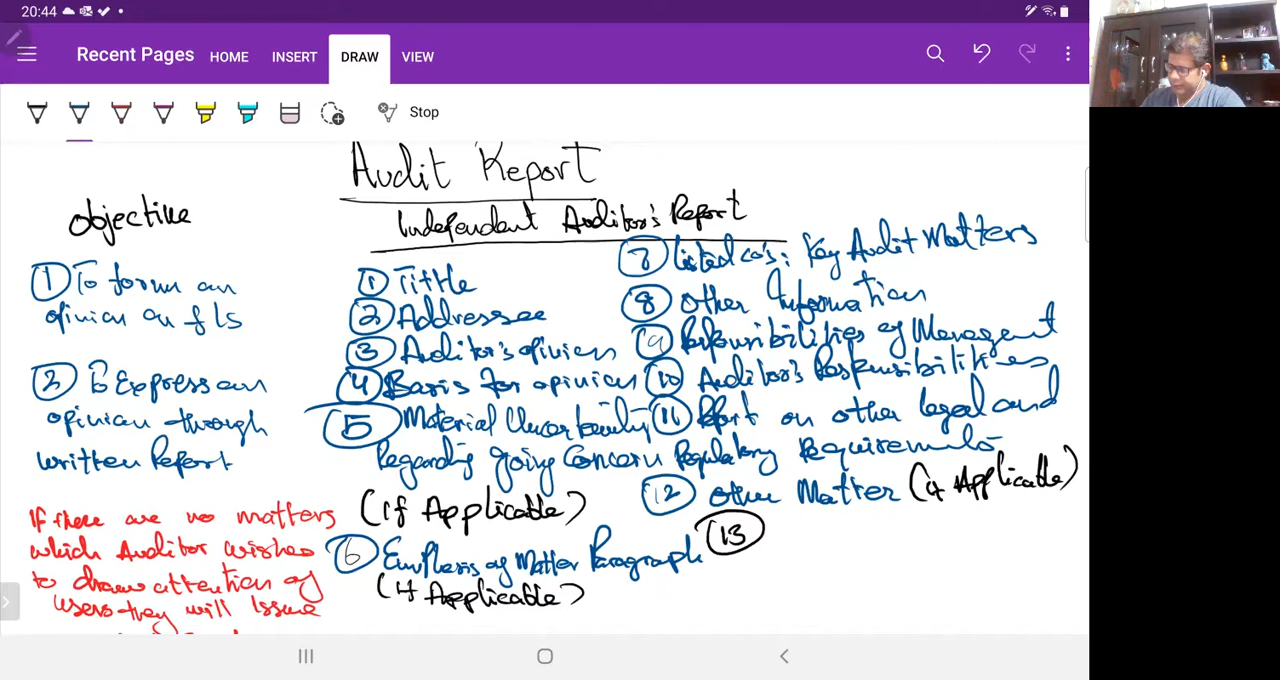 20:44
Recent Pages HOME INSERT DRAW VIEW
Stop
Audit Report
Independent Auditor's Report
objective
① To form an
opinion on f/s
② To Express an
opinion through
written Report
If there are no matters
which Auditor wishes
to draw attention of
users they will issue
① Tittle
② Addressee
③ Auditor's opinion
④ Basis for opinion
⑤ Material Uncertainity
Regarding going Concern
(If Applicable)
⑥ Emphasis of Matter Paragraph
(If Applicable)
⑦ Listed co's: Key Audit Matters
⑧ Other Information
⑨ Responsibilities of Management
⑩ Auditor's Responsibilities
⑪ Report on other legal and
Regulatory Requirements
⑫ other Matter (if Applicable)
⑬